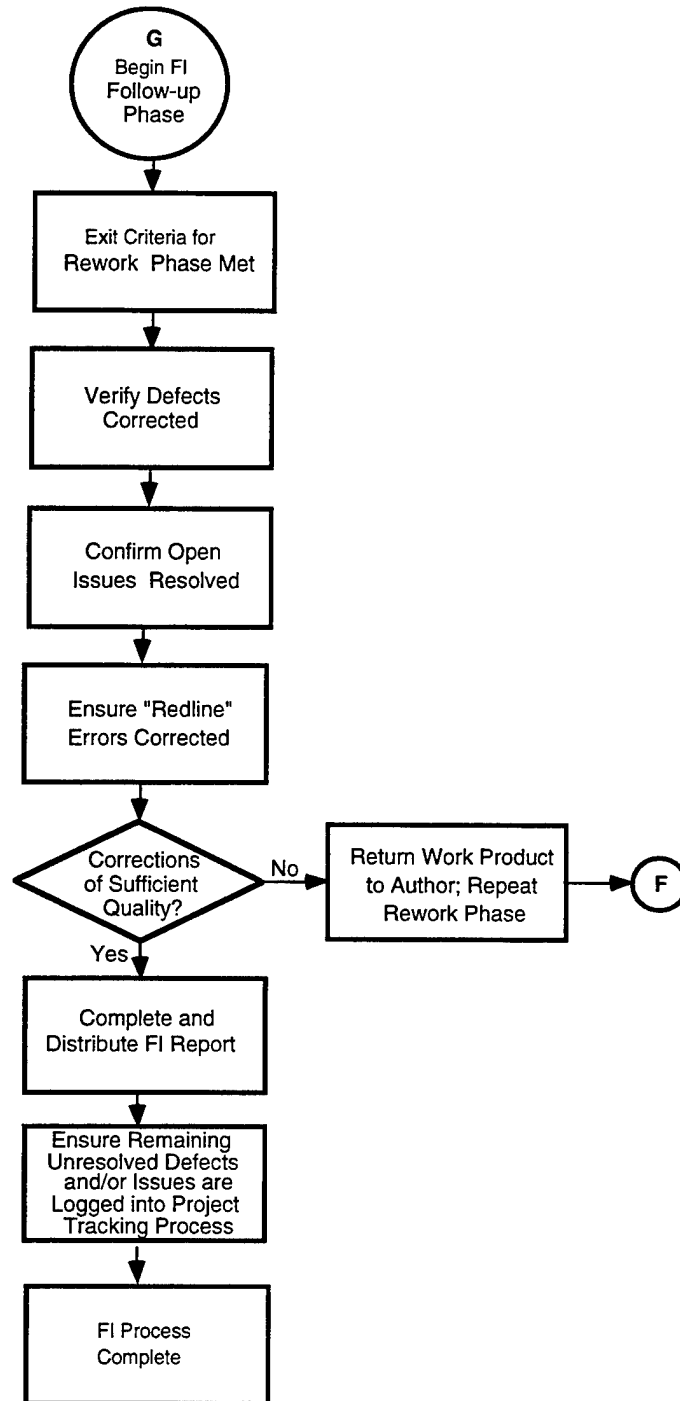 G
Begin FI
Follow-up
Phase
Exit Criteria for
Rework Phase Met
Verify Defects
Corrected
Confirm Open
Issues Resolved
Ensure "Redline"
Errors Corrected
Corrections
of Sufficient
Quality?
No
Return Work Product
to Author; Repeat
Rework Phase
F
Yes
Complete and
Distribute FI Report
Ensure Remaining
Unresolved Defects
and/or Issues are
Logged into Project
Tracking Process
FI Process
Complete